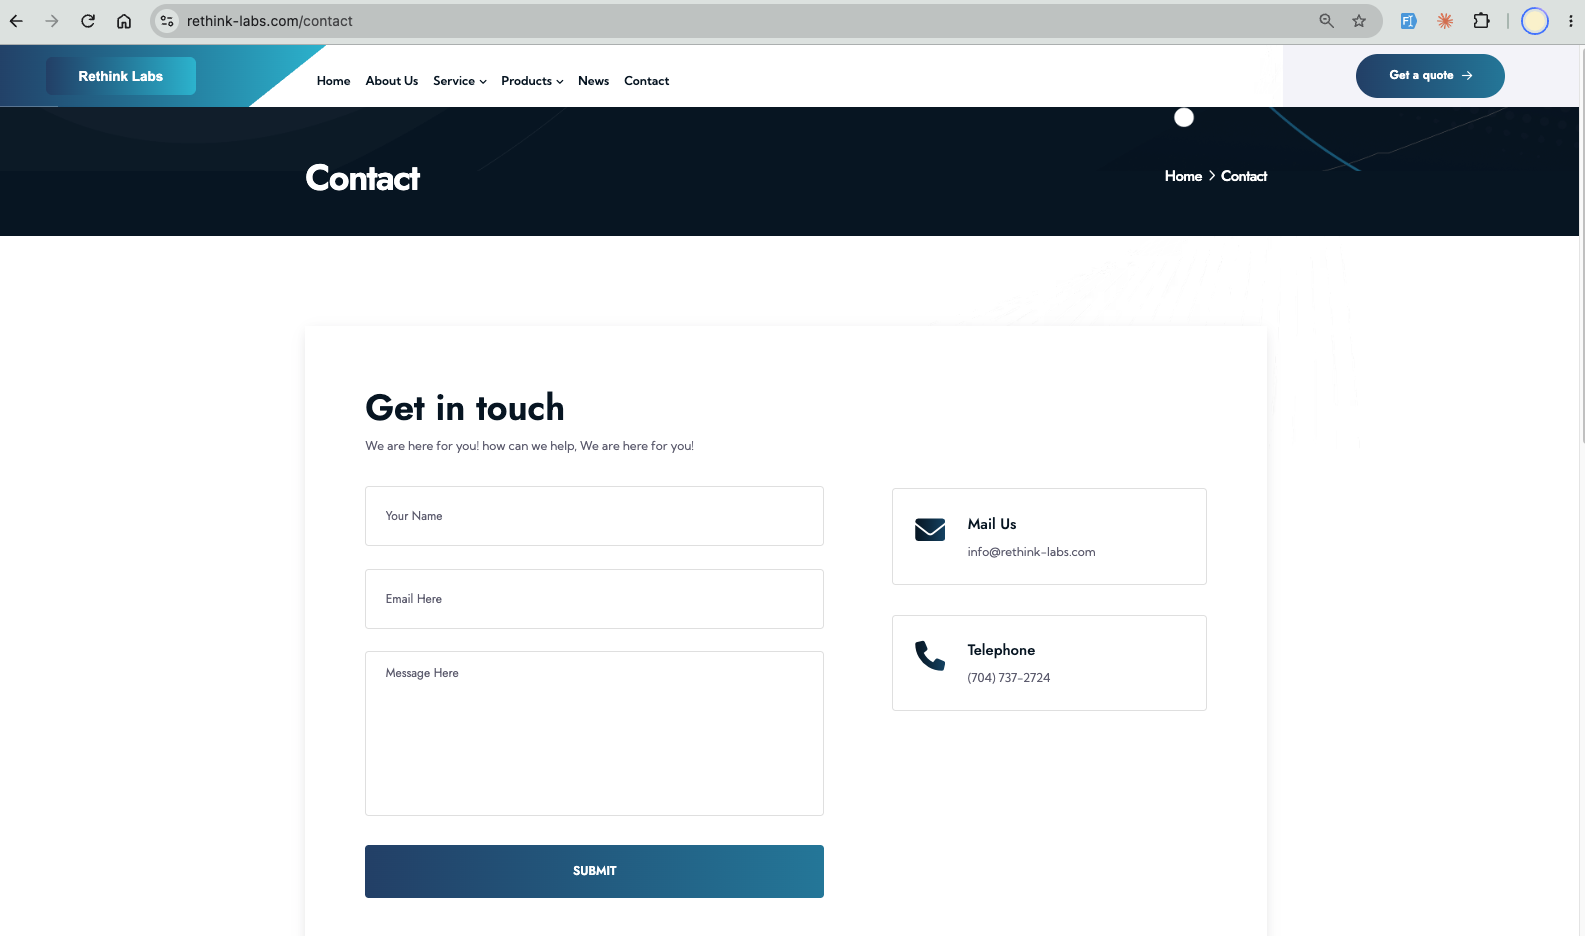 rethink-labs.com/contact
Rethink Labs
Home About Us Service Products News Contact
Get a quote
Contact
Home > Contact
Get in touch
We are here for you! how can we help, We are here for you!
Your Name
Email Here
Message Here
SUBMIT
Mail Us
info@rethink-labs.com
Telephone
(704) 737-2724